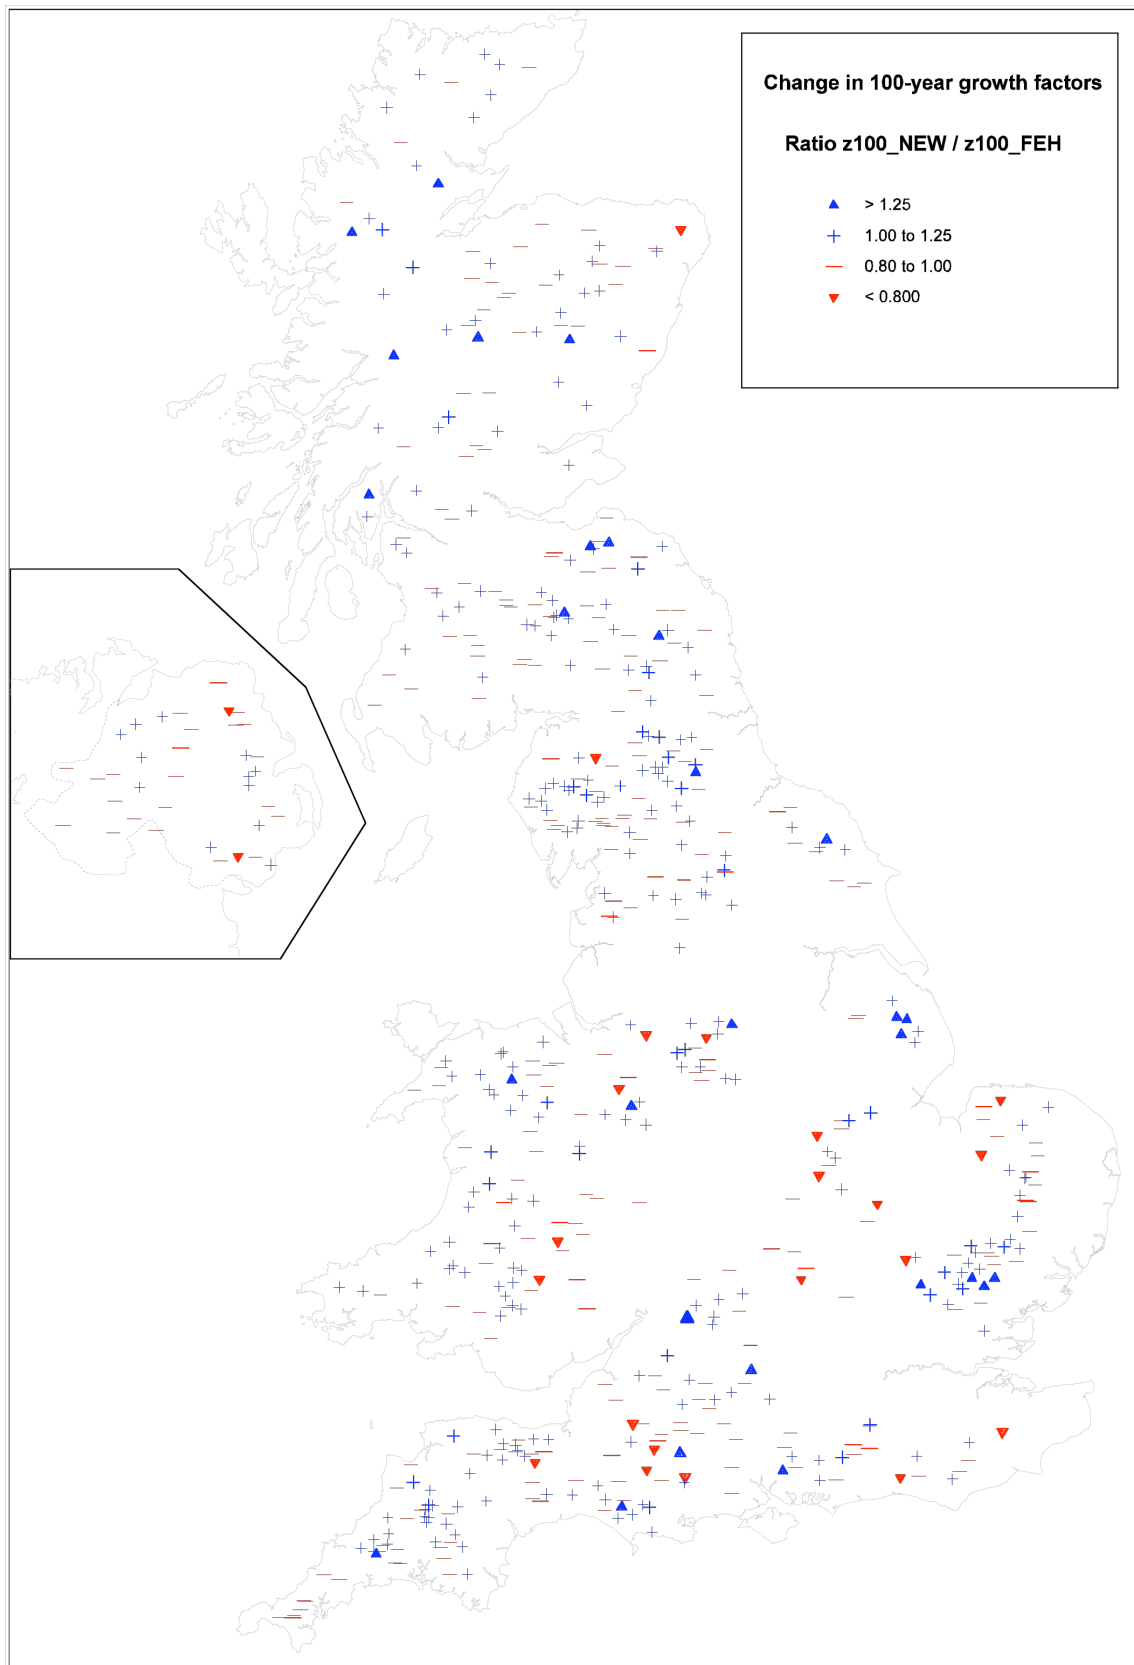 Change in 100-year growth factors
Ratio z100_NEW / z100_FEH
> 1.25
1.00 to 1.25
0.80 to 1.00
< 0.800